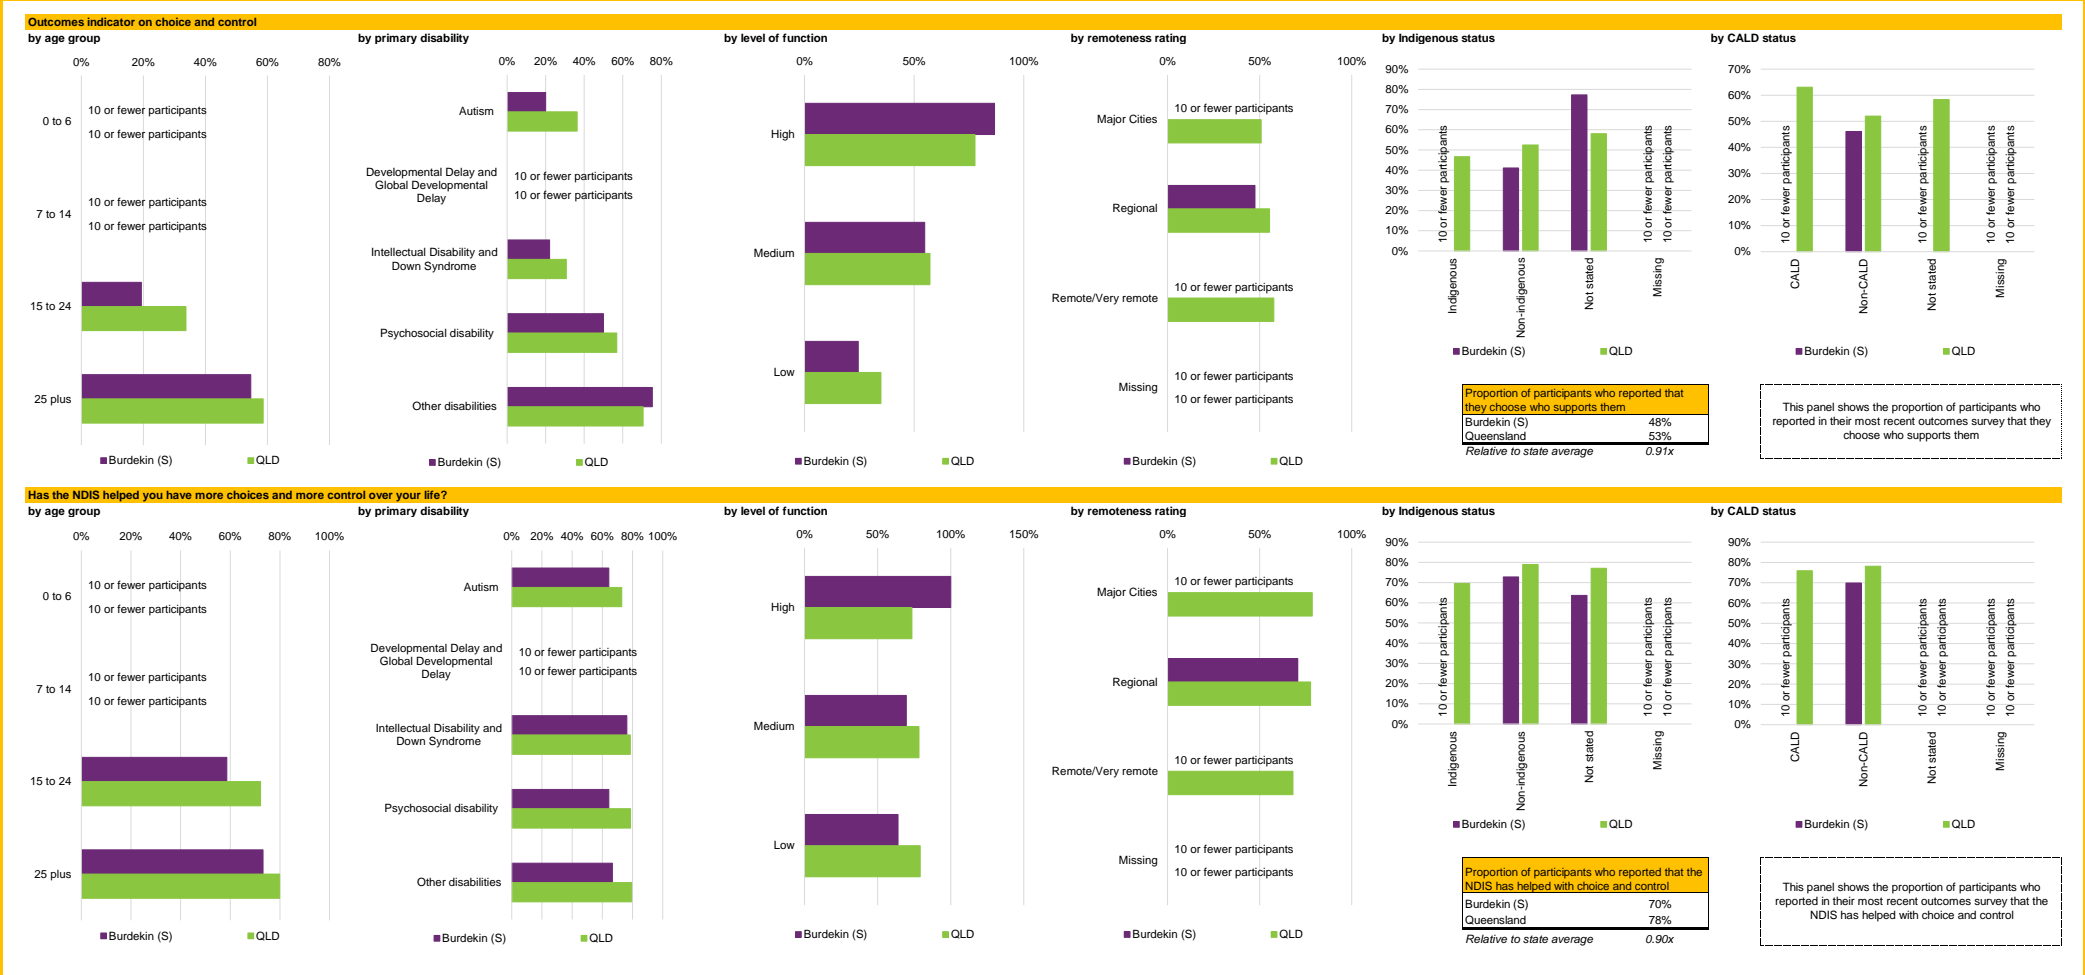 Outcomes indicator on choice and control
by age group
0% 20% 40% 60% 80%
0 to 6
10 or fewer participants
10 or fewer participants
7 to 14
10 or fewer participants
10 or fewer participants
15 to 24
25 plus
Burdekin (S) QLD
by primary disability
0% 20% 40% 60% 80%
Autism
Developmental Delay and
Global Developmental
Delay
10 or fewer participants
10 or fewer participants
Intellectual Disability and
Down Syndrome
Psychosocial disability
Other disabilities
Burdekin (S) QLD
by level of function
0% 50% 100%
High
Medium
Low
Burdekin (S) QLD
by remoteness rating
0% 50% 100%
Major Cities
10 or fewer participants
Regional
Remote/Very remote
10 or fewer participants
Missing
10 or fewer participants
10 or fewer participants
Burdekin (S) QLD
by Indigenous status
90%
80%
70%
60%
50%
40%
30%
20%
10%
0%
10 or fewer participants
10 or fewer participants
10 or fewer participants
Indigenous
Non-indigenous
Not stated
Missing
Burdekin (S) QLD
by CALD status
70%
60%
50%
40%
30%
20%
10%
0%
10 or fewer participants
10 or fewer participants
10 or fewer participants
10 or fewer participants
CALD
Non-CALD
Not stated
Missing
Burdekin (S) QLD
Proportion of participants who reported that
they choose who supports them
Burdekin (S) 48%
Queensland 53%
Relative to state average 0.91x
This panel shows the proportion of participants who
reported in their most recent outcomes survey that they
choose who supports them
Has the NDIS helped you have more choices and more control over your life?
by age group
0% 20% 40% 60% 80% 100%
0 to 6
10 or fewer participants
10 or fewer participants
7 to 14
10 or fewer participants
10 or fewer participants
15 to 24
25 plus
Burdekin (S) QLD
by primary disability
0% 20% 40% 60% 80% 100%
Autism
Developmental Delay and
Global Developmental
Delay
10 or fewer participants
10 or fewer participants
Intellectual Disability and
Down Syndrome
Psychosocial disability
Other disabilities
Burdekin (S) QLD
by level of function
0% 50% 100% 150%
High
Medium
Low
Burdekin (S) QLD
by remoteness rating
0% 50% 100%
Major Cities
10 or fewer participants
Regional
Remote/Very remote
10 or fewer participants
Missing
10 or fewer participants
10 or fewer participants
Burdekin (S) QLD
by Indigenous status
90%
80%
70%
60%
50%
40%
30%
20%
10%
0%
10 or fewer participants
10 or fewer participants
10 or fewer participants
Indigenous
Non-indigenous
Not stated
Missing
Burdekin (S) QLD
by CALD status
90%
80%
70%
60%
50%
40%
30%
20%
10%
0%
10 or fewer participants
10 or fewer participants
10 or fewer participants
10 or fewer participants
10 or fewer participants
CALD
Non-CALD
Not stated
Missing
Burdekin (S) QLD
Proportion of participants who reported that the
NDIS has helped with choice and control
Burdekin (S) 70%
Queensland 78%
Relative to state average 0.90x
This panel shows the proportion of participants who
reported in their most recent outcomes survey that the
NDIS has helped with choice and control